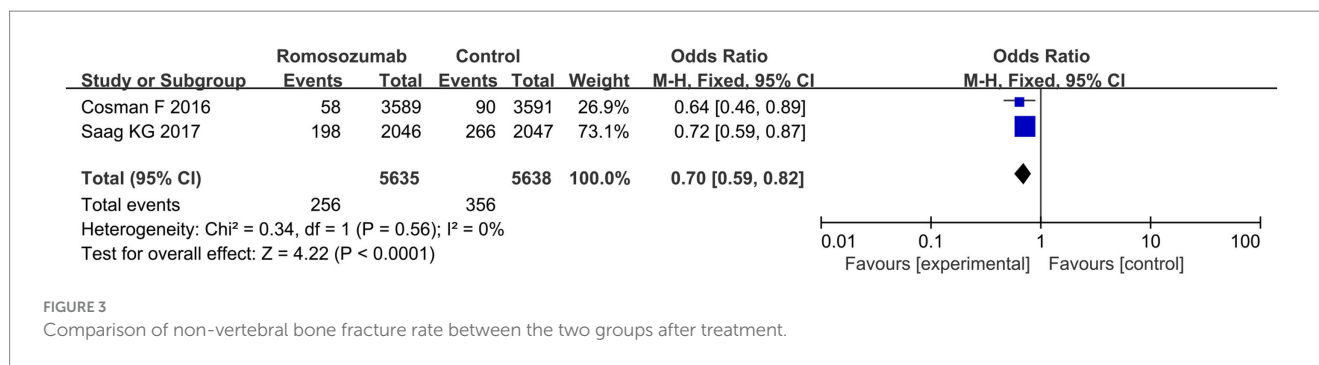 Romosozumab Control Odds Ratio Odds Ratio
Study or Subgroup Events Total Events Total Weight M-H, Fixed, 95% CI M-H, Fixed, 95% CI
Cosman F 2016 58 3589 90 3591 26.9% 0.64 [0.46, 0.89]
Saag KG 2017 198 2046 266 2047 73.1% 0.72 [0.59, 0.87]
Total (95% CI) 5635 5638 100.0% 0.70 [0.59, 0.82]
Total events 256 356
Heterogeneity: Chi² = 0.34, df = 1 (P = 0.56); I² = 0%
Test for overall effect: Z = 4.22 (P < 0.0001)
0.01 0.1 1 10 100
Favours [experimental] Favours [control]
FIGURE 3
Comparison of non-vertebral bone fracture rate between the two groups after treatment.